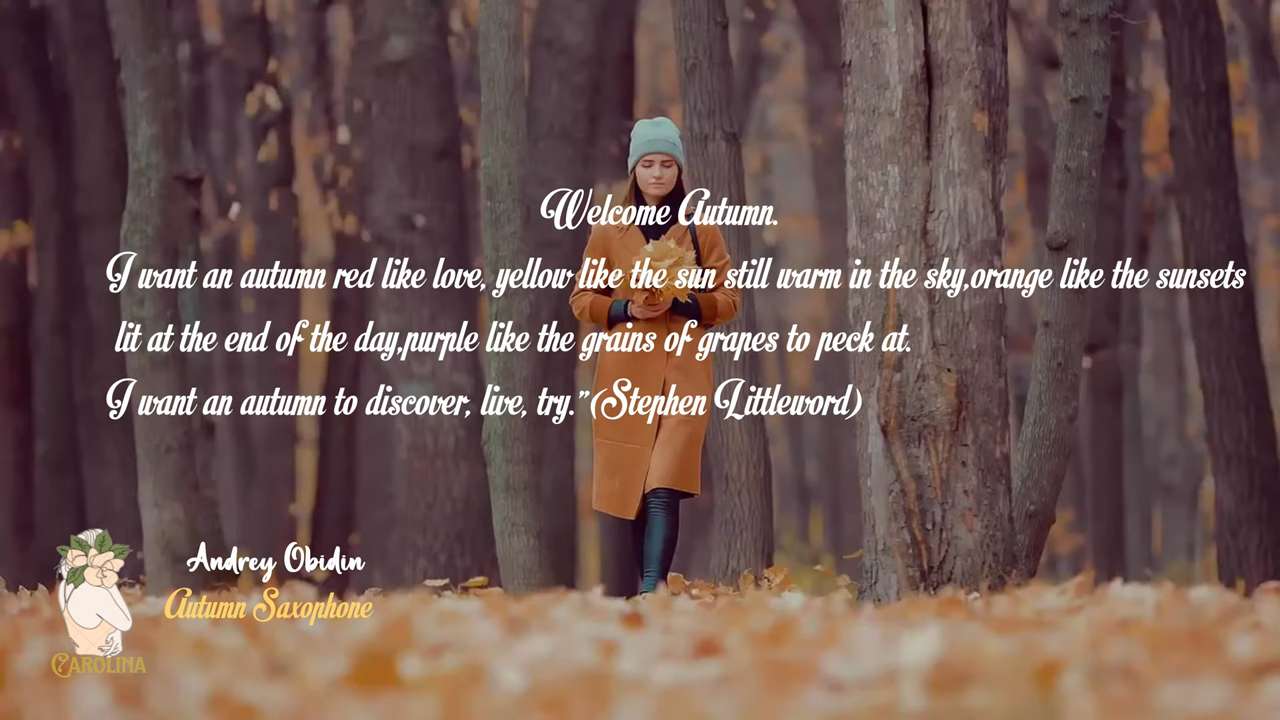 Welcome Autumn.
I want an autumn red like love, yellow like the sun still warm in the sky,orange like the sunsets
lit at the end of the day,purple like the grains of grapes to peck at.
I want an autumn to discover, live, try."(Stephen Littleword)
Andrey Obidin
Autumn Saxophone
CAROLINA